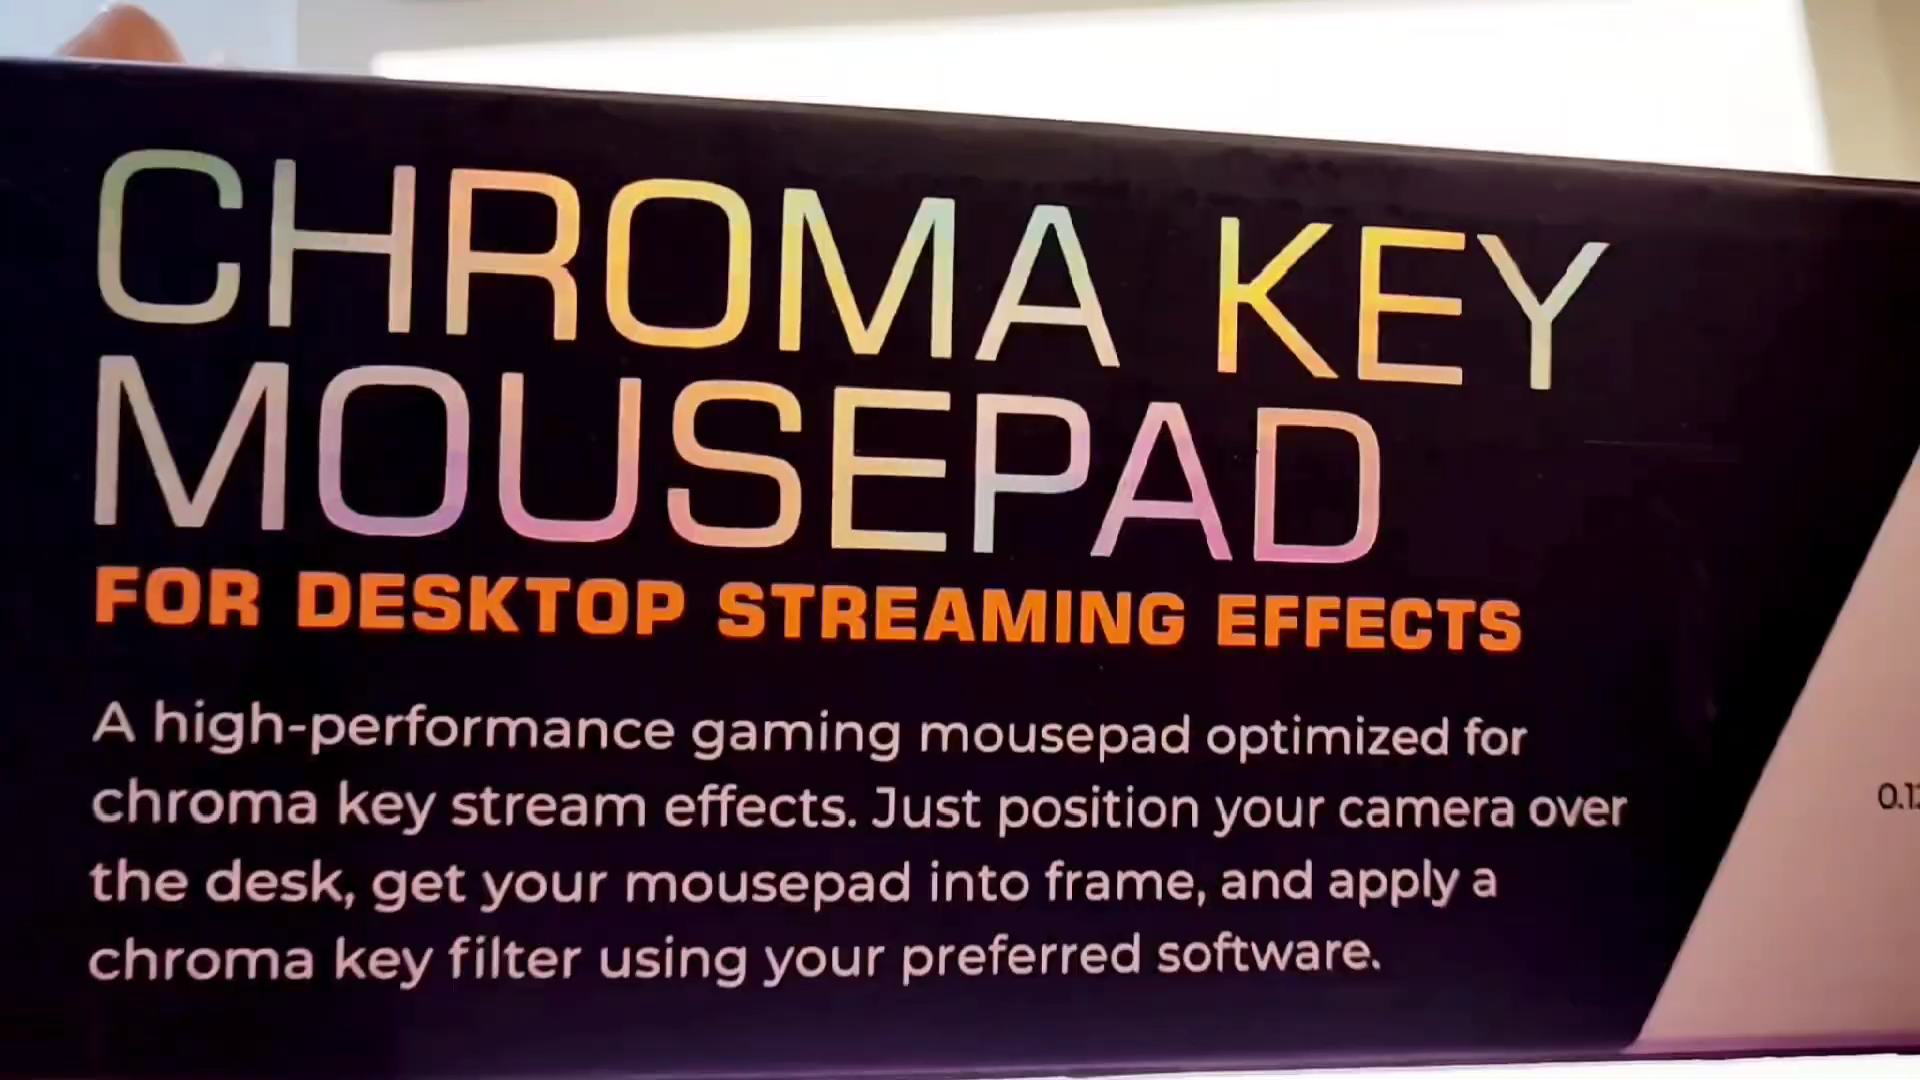 CHROMA KEY
MOUSEPAD
FOR DESKTOP STREAMING EFFECTS
A high-performance gaming mousepad optimized for
chroma key stream effects. Just position your camera over
the desk, get your mousepad into frame, and apply a
chroma key filter using your preferred software.